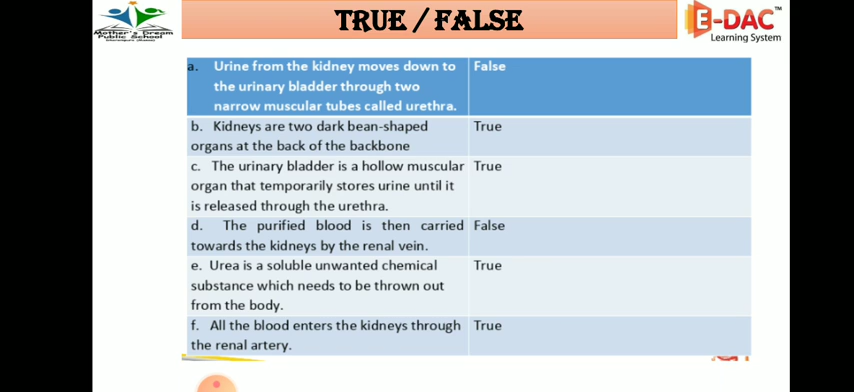 Mother's Dream
Public School
TRUE / FALSE
E-DAC™
Learning System
a. Urine from the kidney moves down to False
the urinary bladder through two
narrow muscular tubes called urethra.
b. Kidneys are two dark bean-shaped True
organs at the back of the backbone
c. The urinary bladder is a hollow muscular True
organ that temporarily stores urine until it
is released through the urethra.
d. The purified blood is then carried False
towards the kidneys by the renal vein.
e. Urea is a soluble unwanted chemical True
substance which needs to be thrown out
from the body.
f. All the blood enters the kidneys through True
the renal artery.